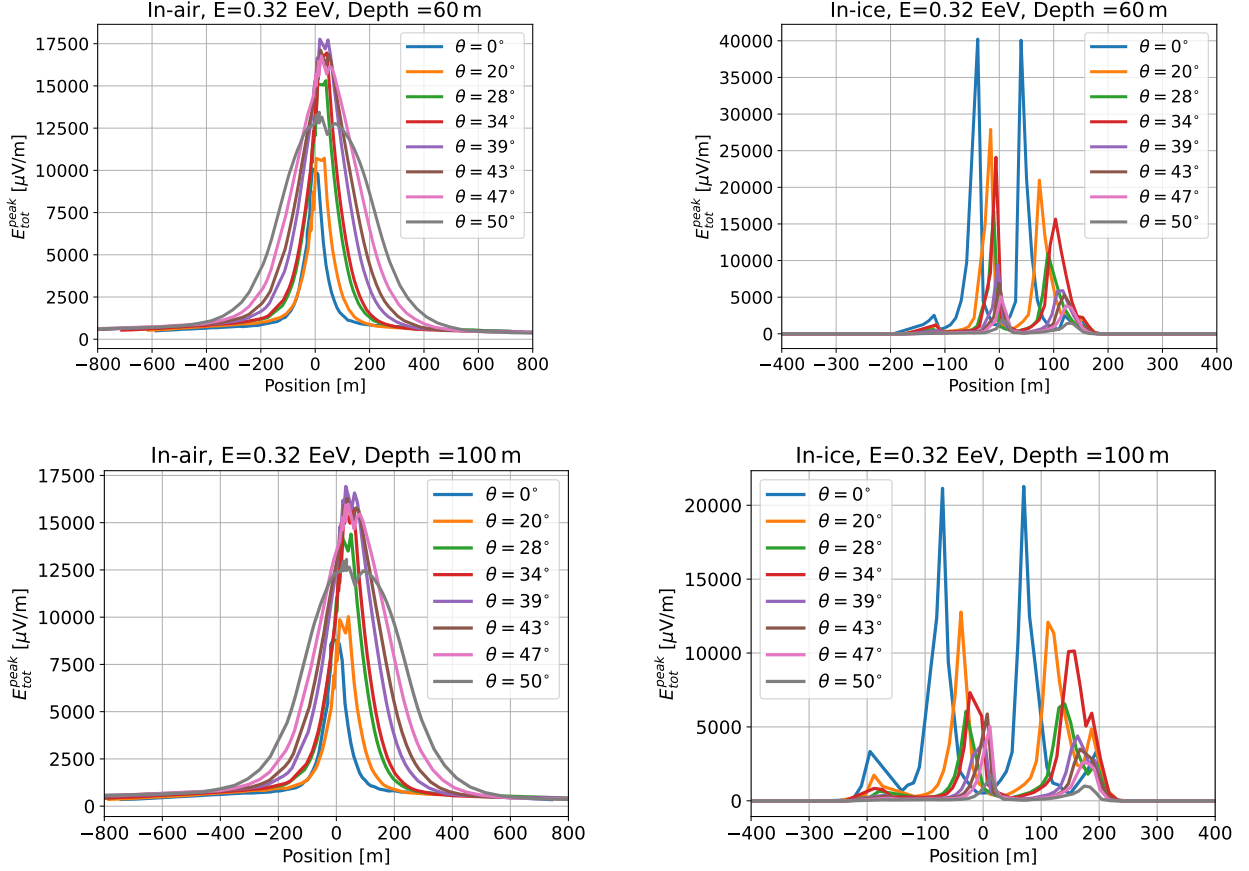 In-air, E=0.32 EeV, Depth =60 m
17500
15000
12500
10000
7500
5000
2500
0
E_tot^peak [μV/m]
θ = 0°
θ = 20°
θ = 28°
θ = 34°
θ = 39°
θ = 43°
θ = 47°
θ = 50°
−800 −600 −400 −200 0 200 400 600 800
Position [m]
In-ice, E=0.32 EeV, Depth =60 m
40000
35000
30000
25000
20000
15000
10000
5000
0
E_tot^peak [μV/m]
θ = 0°
θ = 20°
θ = 28°
θ = 34°
θ = 39°
θ = 43°
θ = 47°
θ = 50°
−400 −300 −200 −100 0 100 200 300 400
Position [m]
In-air, E=0.32 EeV, Depth =100 m
17500
15000
12500
10000
7500
5000
2500
0
E_tot^peak [μV/m]
θ = 0°
θ = 20°
θ = 28°
θ = 34°
θ = 39°
θ = 43°
θ = 47°
θ = 50°
−800 −600 −400 −200 0 200 400 600 800
Position [m]
In-ice, E=0.32 EeV, Depth =100 m
20000
15000
10000
5000
0
E_tot^peak [μV/m]
θ = 0°
θ = 20°
θ = 28°
θ = 34°
θ = 39°
θ = 43°
θ = 47°
θ = 50°
−400 −300 −200 −100 0 100 200 300 400
Position [m]